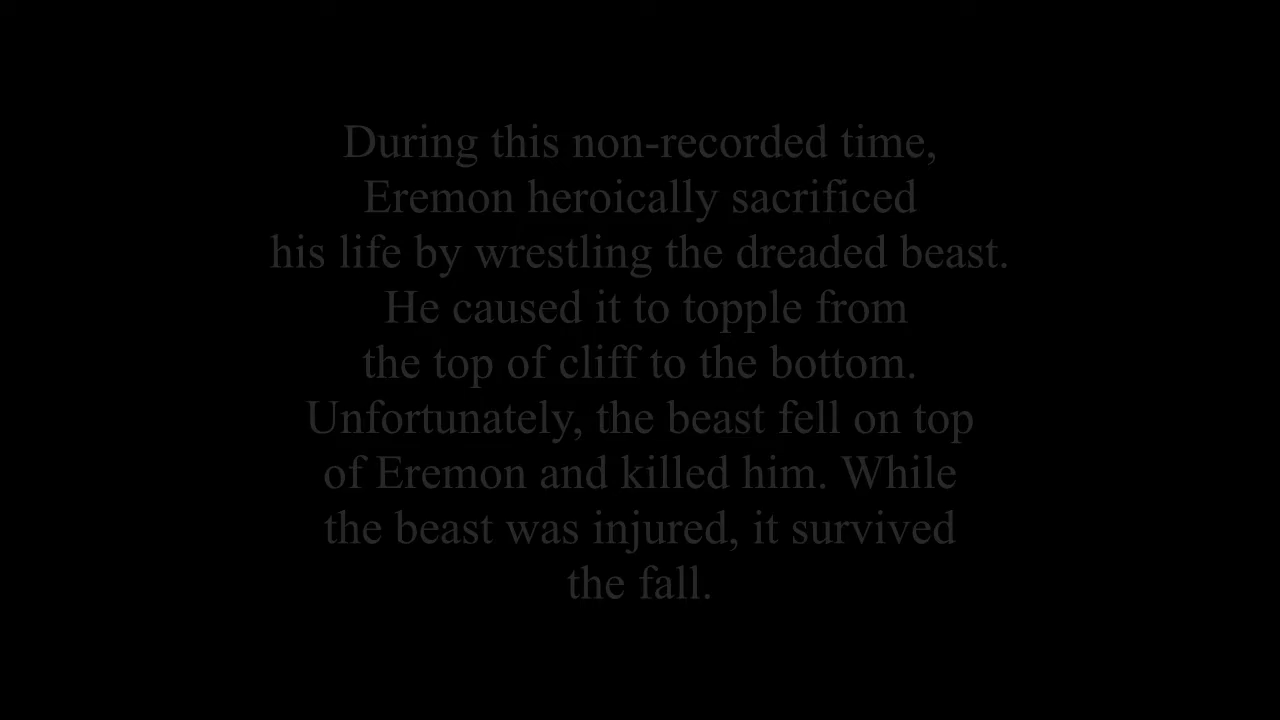 During this non-recorded time,
Eremon heroically sacrificed
his life by wrestling the dreaded beast.
He caused it to topple from
the top of cliff to the bottom.
Unfortunately, the beast fell on top
of Eremon and killed him. While
the beast was injured, it survived
the fall.